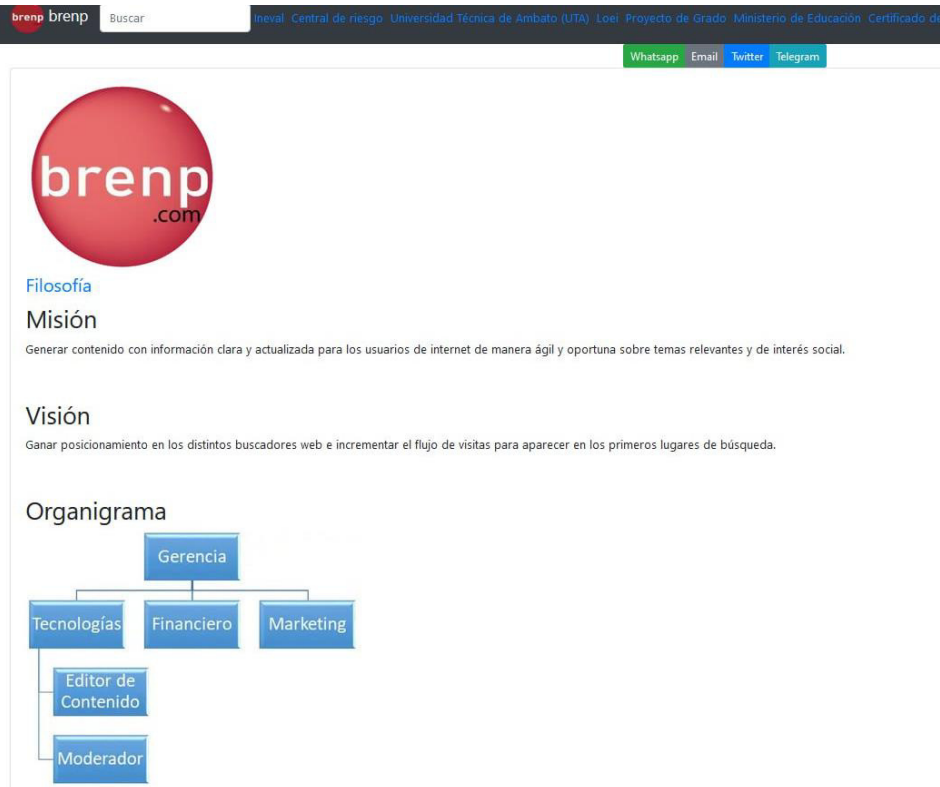 brenp brenp Buscar Ineval Central de riesgo Universidad Técnica de Ambato (UTA) Loei Proyecto de Grado Ministerio de Educación Certificado de
Whatsapp Email Twitter Telegram
brenp
.com
Filosofía
Misión
Generar contenido con información clara y actualizada para los usuarios de internet de manera ágil y oportuna sobre temas relevantes y de interés social.
Visión
Ganar posicionamiento en los distintos buscadores web e incrementar el flujo de visitas para aparecer en los primeros lugares de búsqueda.
Organigrama
Gerencia
Tecnologías Financiero Marketing
Editor de
Contenido
Moderador